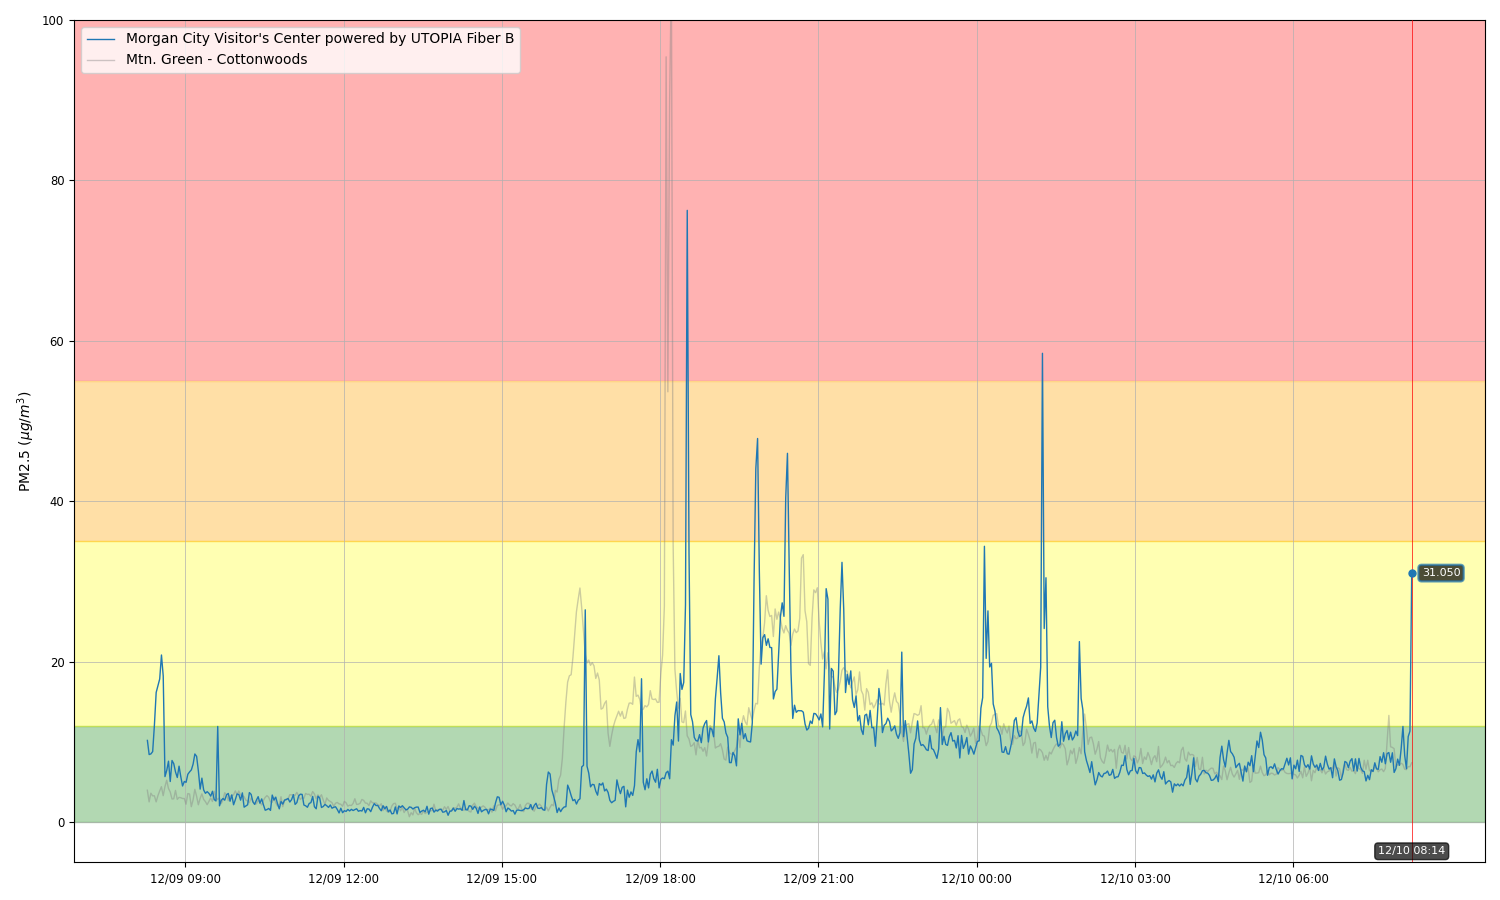 100
Morgan City Visitor's Center powered by UTOPIA Fiber B
Mtn. Green - Cottonwoods
80
60
PM2.5 (μg/m³)
40
31.050
20
0
12/10 08:14
12/09 09:00 12/09 12:00 12/09 15:00 12/09 18:00 12/09 21:00 12/10 00:00 12/10 03:00 12/10 06:00